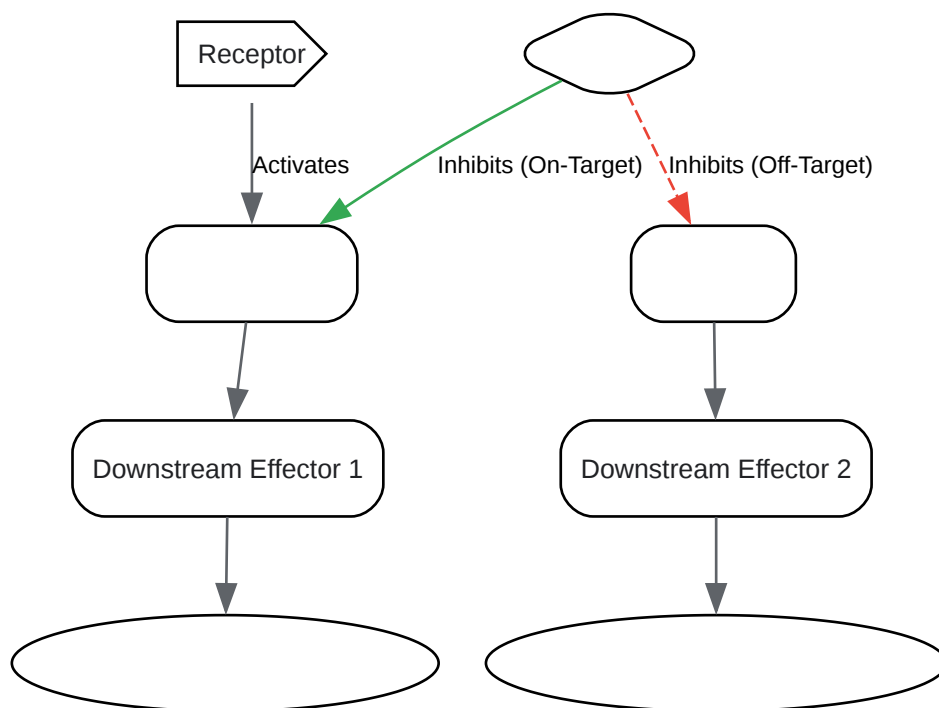 Receptor
Activates
Inhibits (On-Target)
Inhibits (Off-Target)
Downstream Effector 1
Downstream Effector 2